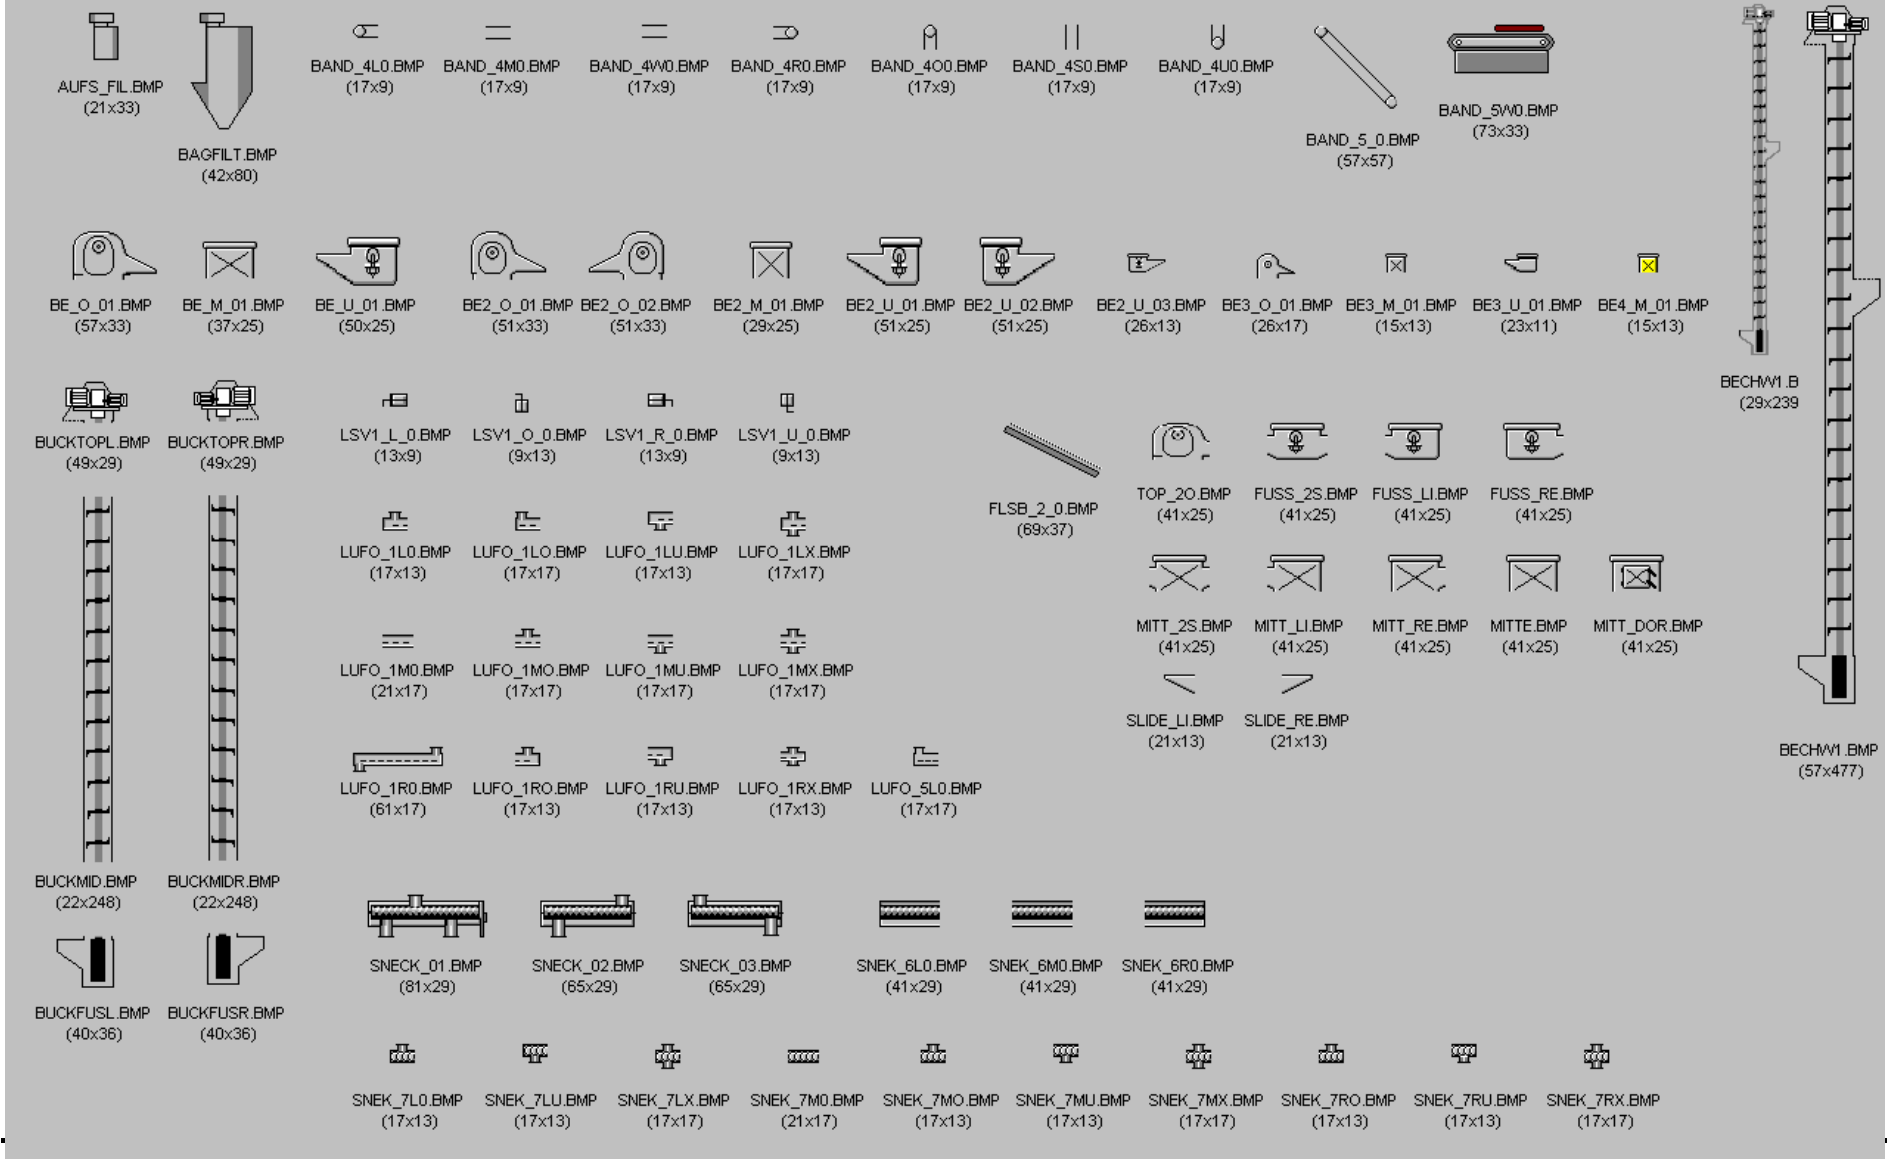 AUFS_FIL.BMP
(21x33)
BAGFILT.BMP
(42x80)
BAND_4L0.BMP
(17x9)
BAND_4M0.BMP
(17x9)
BAND_4W0.BMP
(17x9)
BAND_4R0.BMP
(17x9)
BAND_4O0.BMP
(17x9)
BAND_4S0.BMP
(17x9)
BAND_4U0.BMP
(17x9)
BAND_5_0.BMP
(57x57)
BAND_5W0.BMP
(73x33)
BE_O_01.BMP
(57x33)
BE_M_01.BMP
(37x25)
BE_U_01.BMP
(50x25)
BE2_O_01.BMP
(51x33)
BE2_O_02.BMP
(51x33)
BE2_M_01.BMP
(29x25)
BE2_U_01.BMP
(51x25)
BE2_U_02.BMP
(51x25)
BE2_U_03.BMP
(26x13)
BE3_O_01.BMP
(26x17)
BE3_M_01.BMP
(15x13)
BE3_U_01.BMP
(23x11)
BE4_M_01.BMP
(15x13)
BECHW1.B
(29x239
BUCKTOPL.BMP
(49x29)
BUCKTOPR.BMP
(49x29)
LSV1_L_0.BMP
(13x9)
LSV1_O_0.BMP
(9x13)
LSV1_R_0.BMP
(13x9)
LSV1_U_0.BMP
(9x13)
FLSB_2_0.BMP
(69x37)
TOP_2O.BMP
(41x25)
FUSS_2S.BMP
(41x25)
FUSS_LI.BMP
(41x25)
FUSS_RE.BMP
(41x25)
LUFO_1L0.BMP
(17x13)
LUFO_1LO.BMP
(17x17)
LUFO_1LU.BMP
(17x13)
LUFO_1LX.BMP
(17x17)
MITT_2S.BMP
(41x25)
MITT_LI.BMP
(41x25)
MITT_RE.BMP
(41x25)
MITTE.BMP
(41x25)
MITT_DOR.BMP
(41x25)
LUFO_1M0.BMP
(21x17)
LUFO_1MO.BMP
(17x17)
LUFO_1MU.BMP
(17x17)
LUFO_1MX.BMP
(17x17)
SLIDE_LI.BMP
(21x13)
SLIDE_RE.BMP
(21x13)
BECHW1.BMP
(57x477)
LUFO_1R0.BMP
(61x17)
LUFO_1RO.BMP
(17x13)
LUFO_1RU.BMP
(17x13)
LUFO_1RX.BMP
(17x13)
LUFO_5L0.BMP
(17x17)
BUCKMID.BMP
(22x248)
BUCKMIDR.BMP
(22x248)
SNECK_01.BMP
(81x29)
SNECK_02.BMP
(65x29)
SNECK_03.BMP
(65x29)
SNEK_6L0.BMP
(41x29)
SNEK_6M0.BMP
(41x29)
SNEK_6R0.BMP
(41x29)
BUCKFUSL.BMP
(40x36)
BUCKFUSR.BMP
(40x36)
SNEK_7L0.BMP
(17x13)
SNEK_7LU.BMP
(17x13)
SNEK_7LX.BMP
(17x17)
SNEK_7M0.BMP
(21x17)
SNEK_7MO.BMP
(17x13)
SNEK_7MU.BMP
(17x13)
SNEK_7MX.BMP
(17x17)
SNEK_7RO.BMP
(17x13)
SNEK_7RU.BMP
(17x13)
SNEK_7RX.BMP
(17x17)